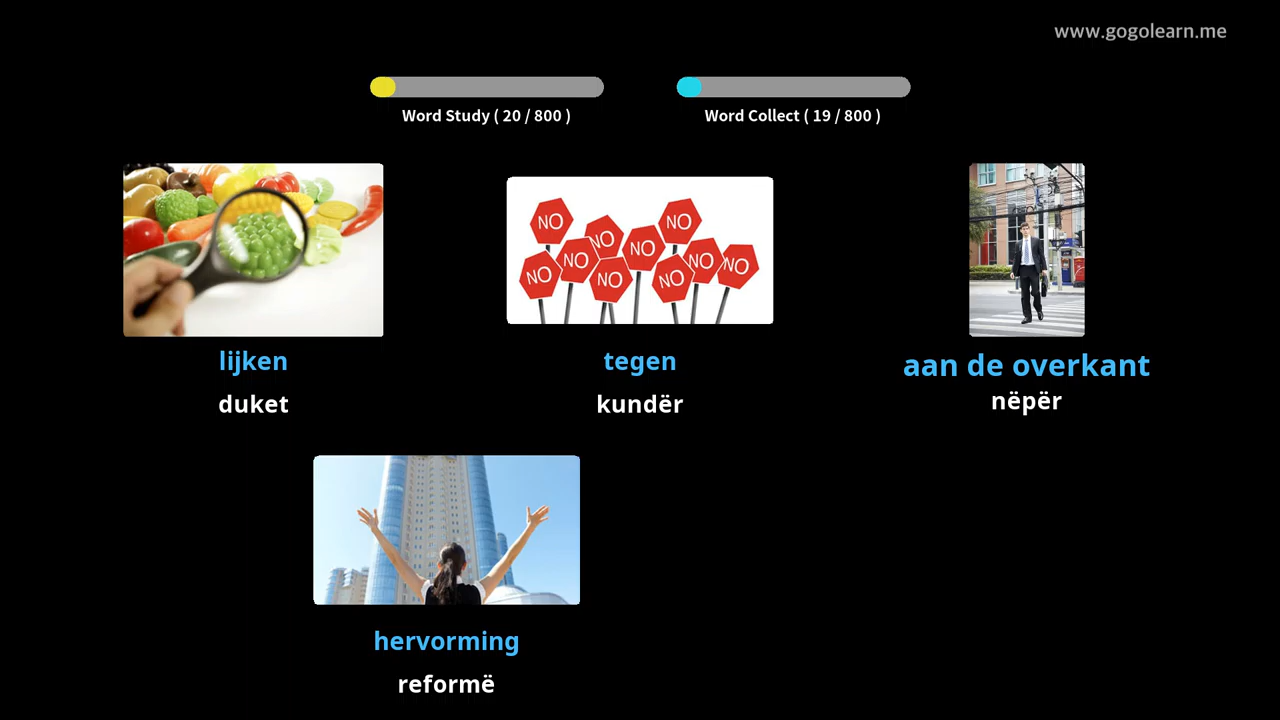 www.gogolearn.me
Word Study ( 20 / 800 )
Word Collect ( 19 / 800 )
NO
NO
NO
NO
NO
NO
NO
NO
NO
NO
lijken
duket
tegen
kundër
aan de overkant
nëpër
hervorming
reformë